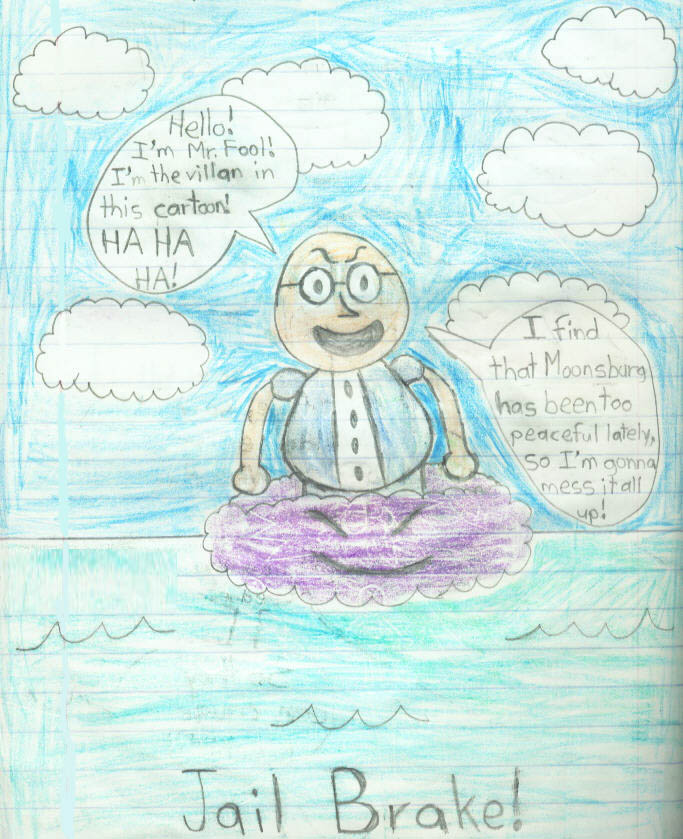 Hello!
I'm Mr. Fool!
I'm the villan in
this cartoon!
HA HA
HA!
I find
that Moonsburg
has been too
peaceful lately,
so I'm gonna
mess it all
up!
Jail Brake!